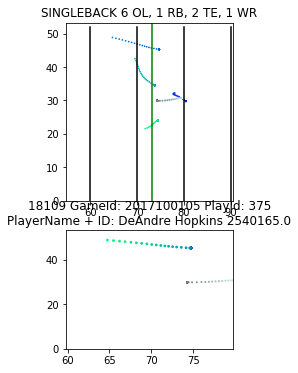 SINGLEBACK 6 OL, 1 RB, 2 TE, 1 WR
50
40
30
20
10
0
60 70 80 90
18109 GameId: 2017100105 PlayId: 375
PlayerName + ID: DeAndre Hopkins 2540165.0
40
20
0
60 65 70 75